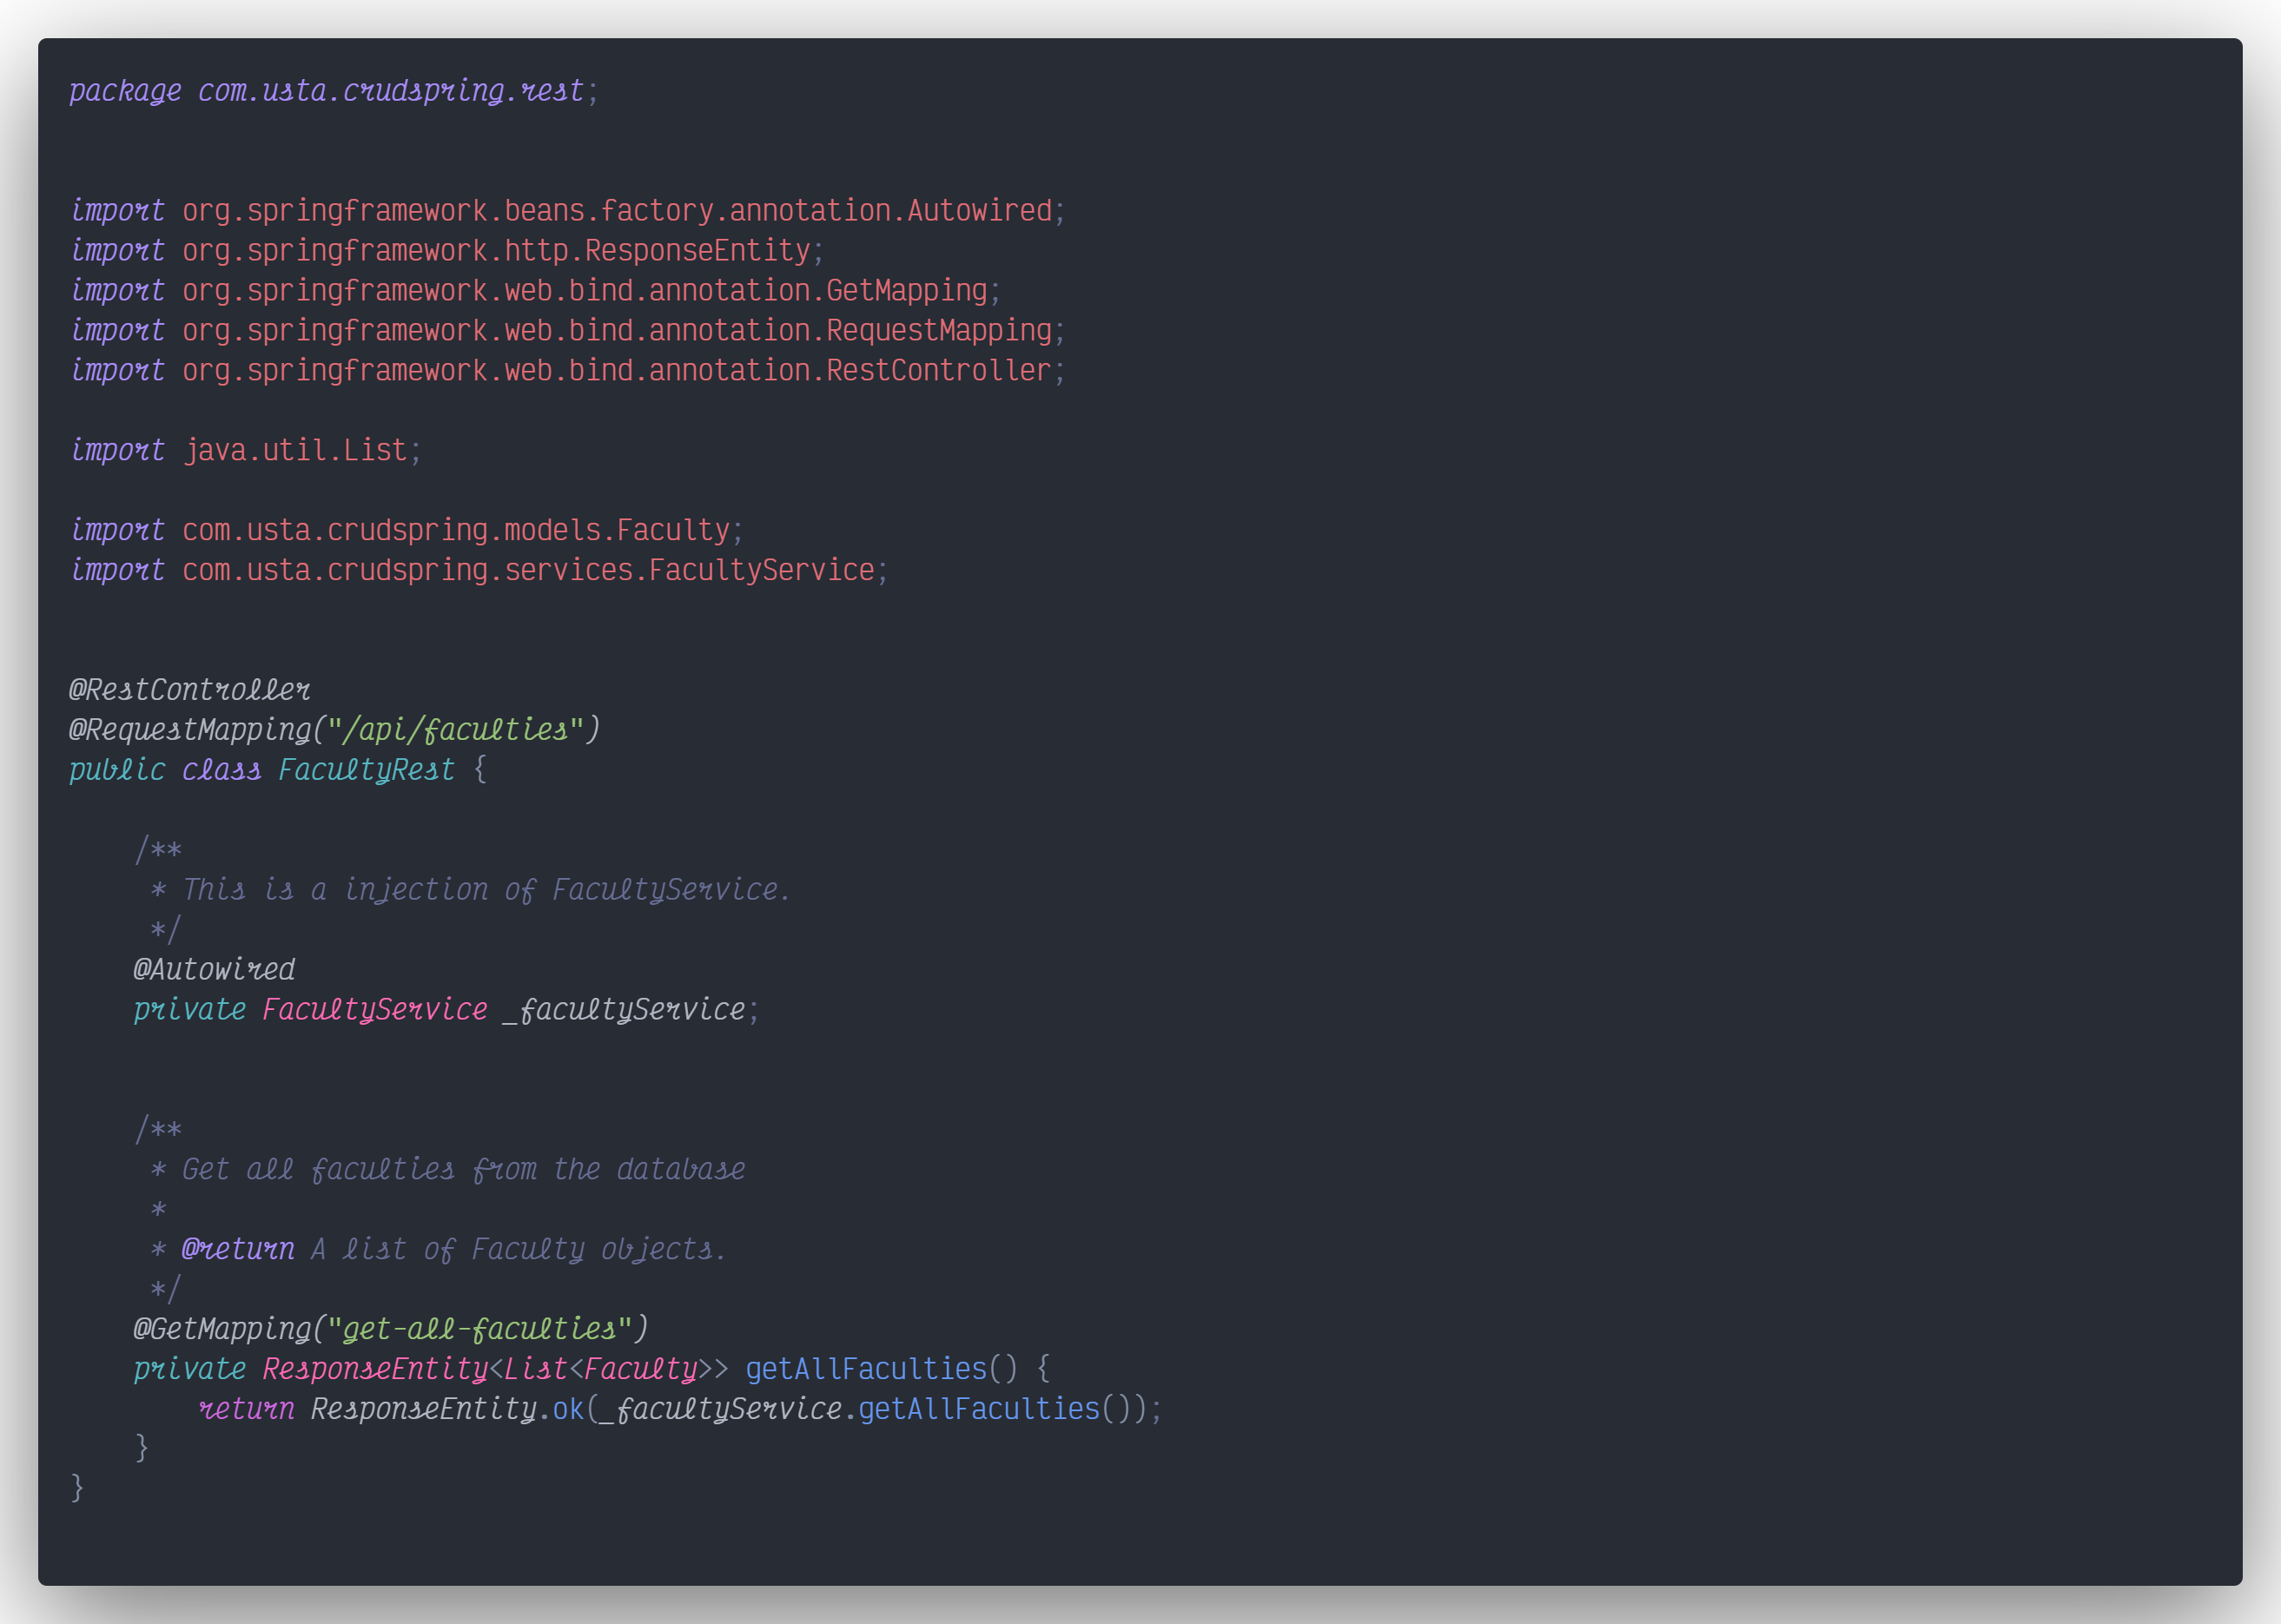 package com.usta.crudspring.rest;
import org.springframework.beans.factory.annotation.Autowired;
import org.springframework.http.ResponseEntity;
import org.springframework.web.bind.annotation.GetMapping;
import org.springframework.web.bind.annotation.RequestMapping;
import org.springframework.web.bind.annotation.RestController;
import java.util.List;
import com.usta.crudspring.models.Faculty;
import com.usta.crudspring.services.FacultyService;
@RestController
@RequestMapping("/api/faculties")
public class FacultyRest {
    /**
     * This is a injection of FacultyService.
     */
    @Autowired
    private FacultyService _facultyService;
    /**
     * Get all faculties from the database
     *
     * @return A list of Faculty objects.
     */
    @GetMapping("get-all-faculties")
    private ResponseEntity<List<Faculty>> getAllFaculties() {
        return ResponseEntity.ok(_facultyService.getAllFaculties());
    }
}